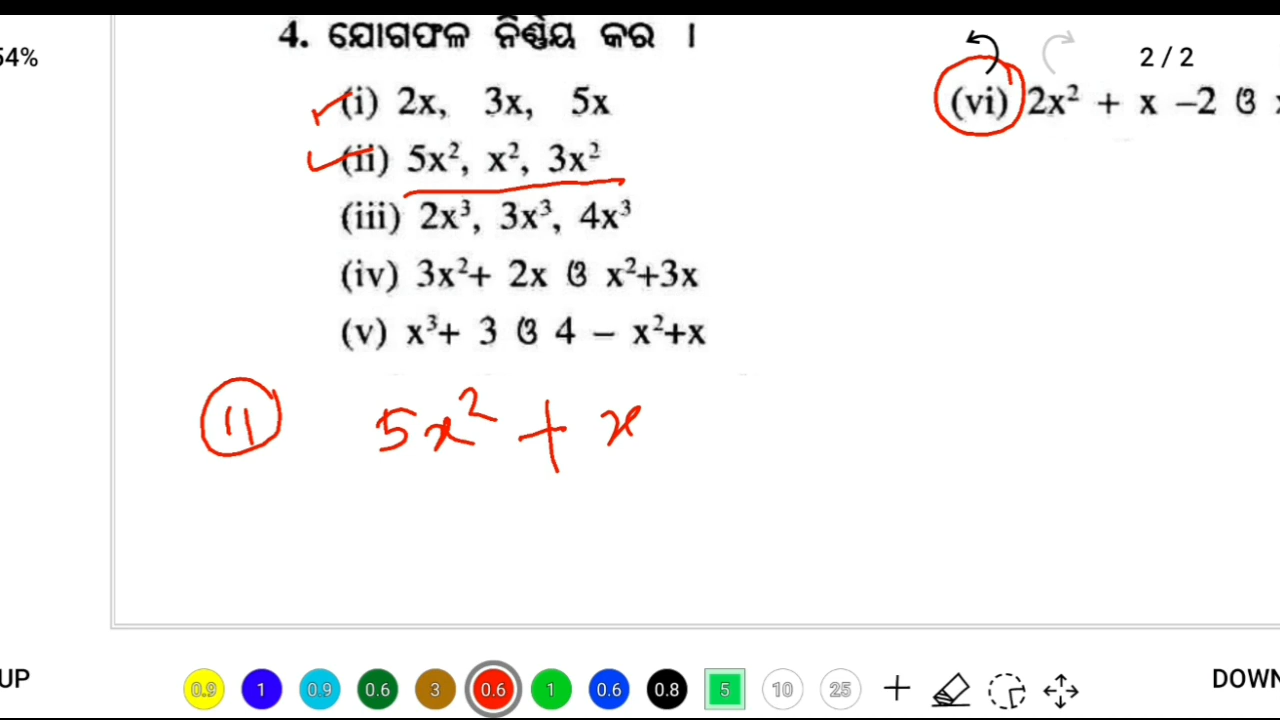 54%
4. ଯୋଗଫଳ ନିର୍ଣ୍ଣୟ କର ।
2 / 2
(i) 2x, 3x, 5x
(vi) 2x² + x –2 ଓ
(ii) 5x², x², 3x²
(iii) 2x³, 3x³, 4x³
(iv) 3x²+ 2x ଓ x²+3x
(v) x³+ 3 ଓ 4 – x²+x
11 5x² + x
UP 0.9 1 0.9 0.6 3 0.6 1 0.6 0.8 5 10 25 DOWN